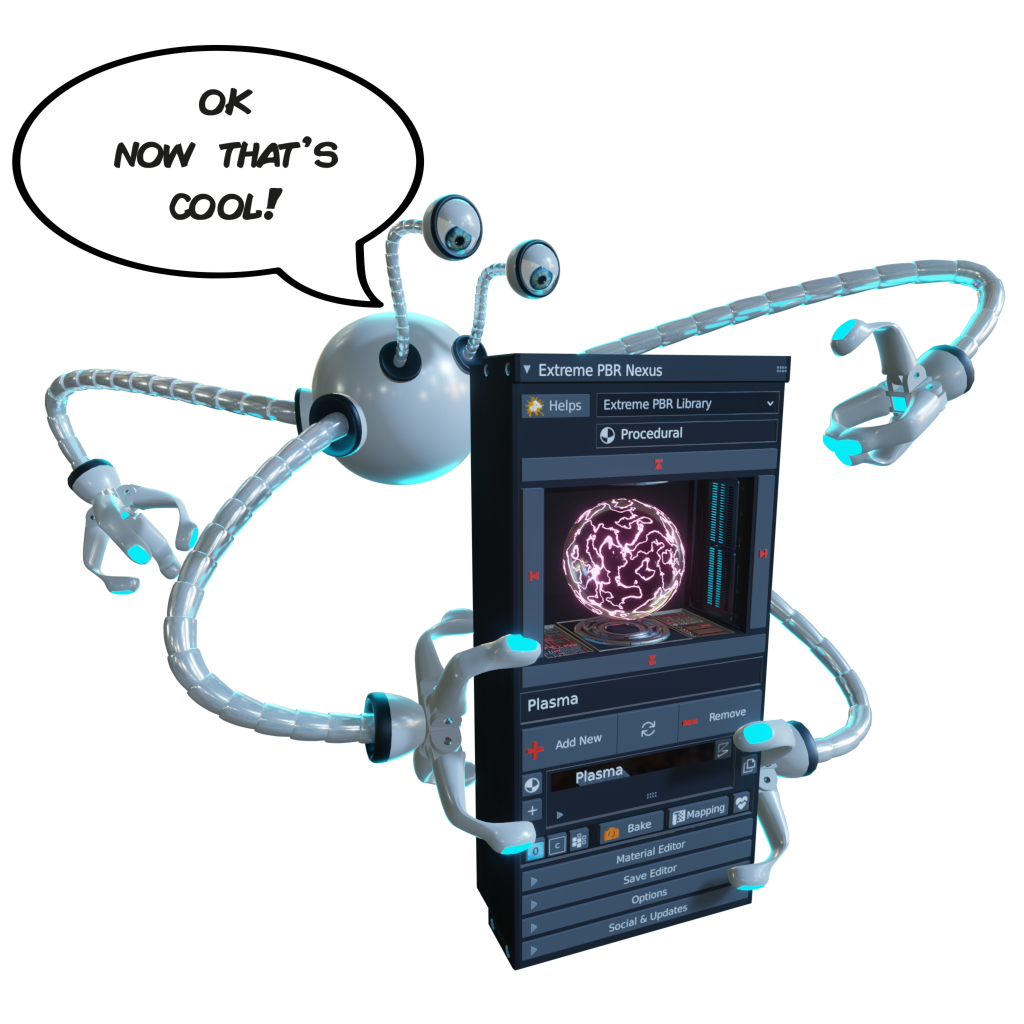 OK
NOW THAT'S
COOL!
Extreme PBR Nexus
Helps
Extreme PBR Library
Procedural
Plasma
Add New
Remove
Plasma
Bake
Mapping
Material Editor
Save Editor
Options
Social & Updates